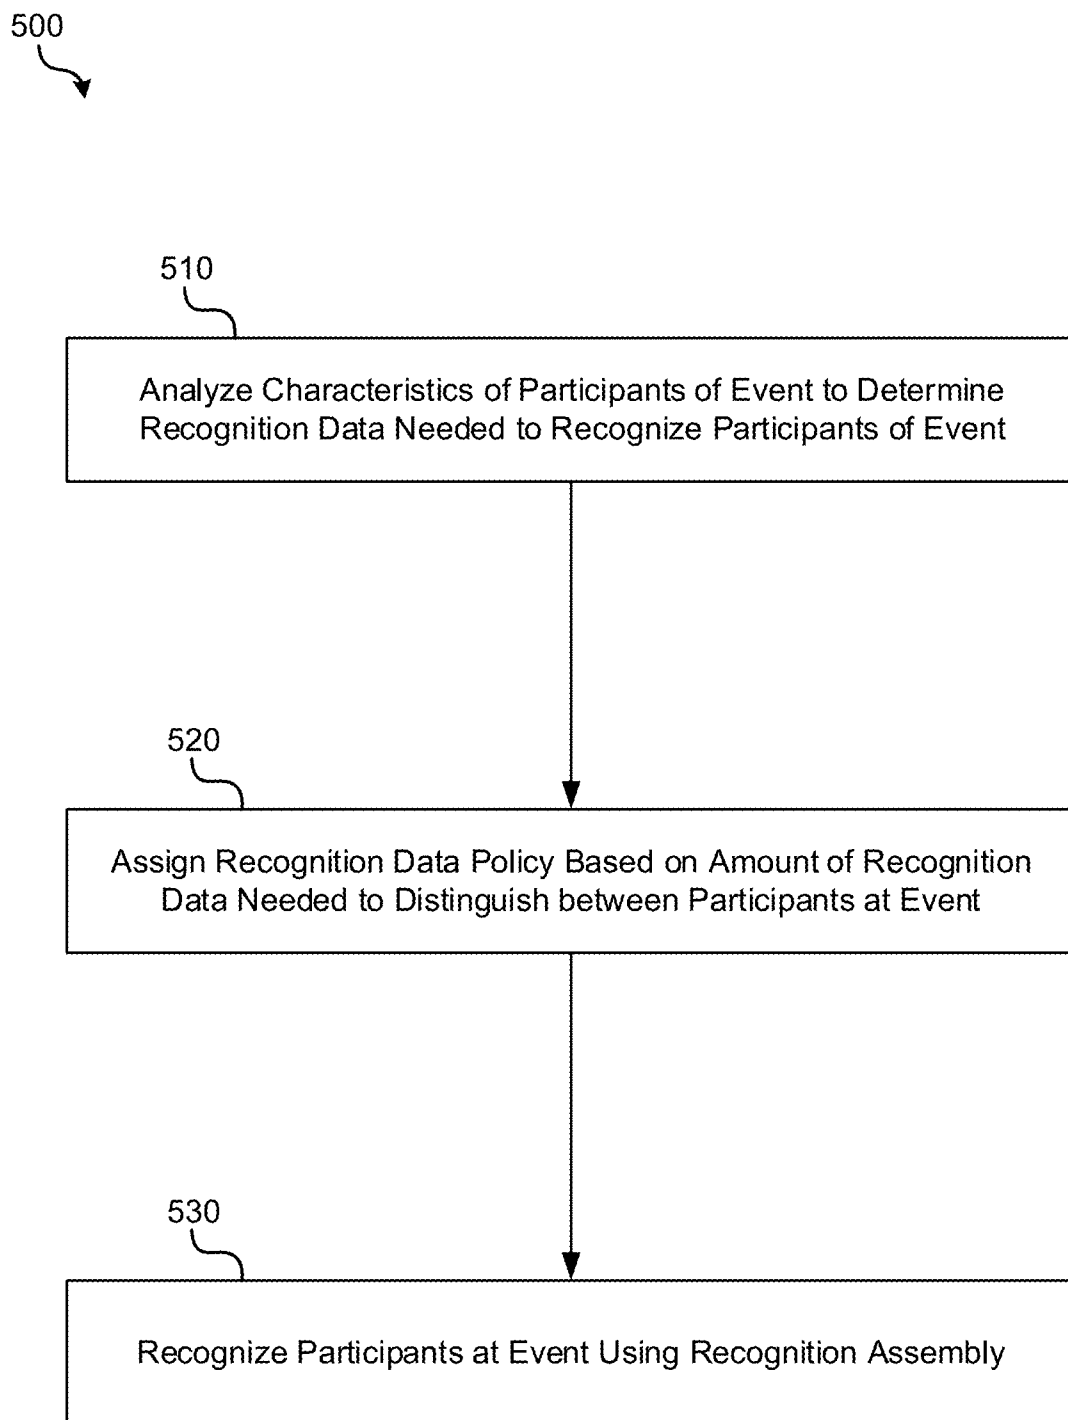 500
510
Analyze Characteristics of Participants of Event to Determine
Recognition Data Needed to Recognize Participants of Event
520
Assign Recognition Data Policy Based on Amount of Recognition
Data Needed to Distinguish between Participants at Event
530
Recognize Participants at Event Using Recognition Assembly